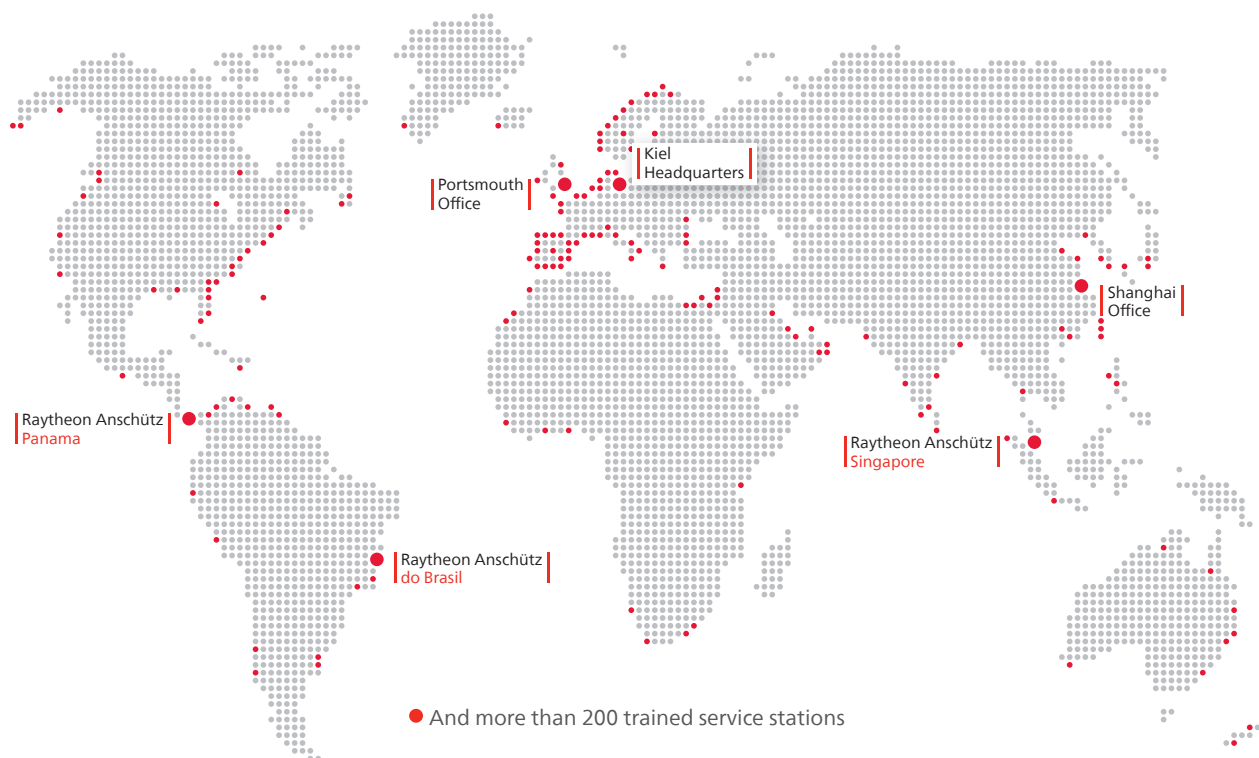 Kiel
Headquarters
Portsmouth
Office
Shanghai
Office
Raytheon Anschütz
Panama
Raytheon Anschütz
Singapore
Raytheon Anschütz
do Brasil
And more than 200 trained service stations